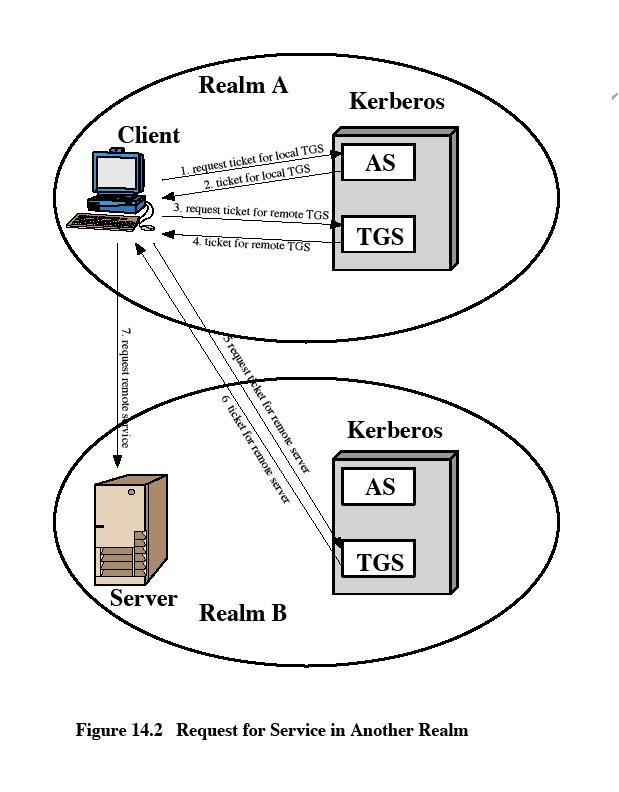 Realm A
Kerberos
Client
1. request ticket for local TGS
2. ticket for local TGS
3. request ticket for remote TGS
4. ticket for remote TGS
AS
TGS
5 request ticket for remote server
6. ticket for remote server
7. request remote service
Kerberos
AS
TGS
Server
Realm B
Figure 14.2 Request for Service in Another Realm